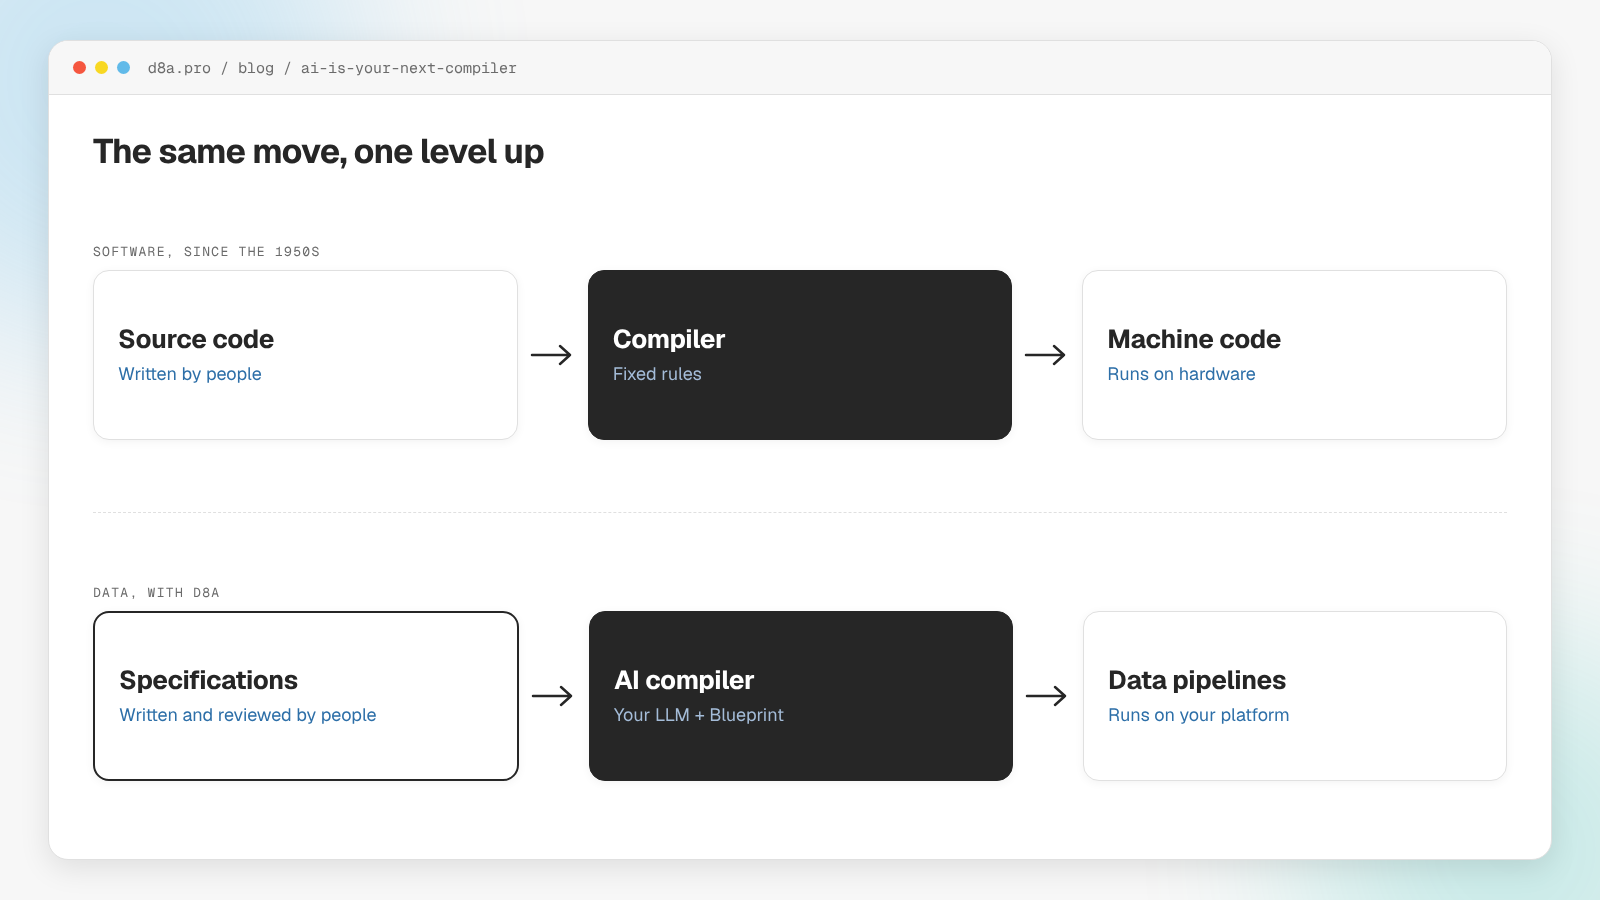 d8a.pro / blog / ai-is-your-next-compiler
The same move, one level up
SOFTWARE, SINCE THE 1950S
Source code
Written by people
Compiler
Fixed rules
Machine code
Runs on hardware
DATA, WITH D8A
Specifications
Written and reviewed by people
AI compiler
Your LLM + Blueprint
Data pipelines
Runs on your platform